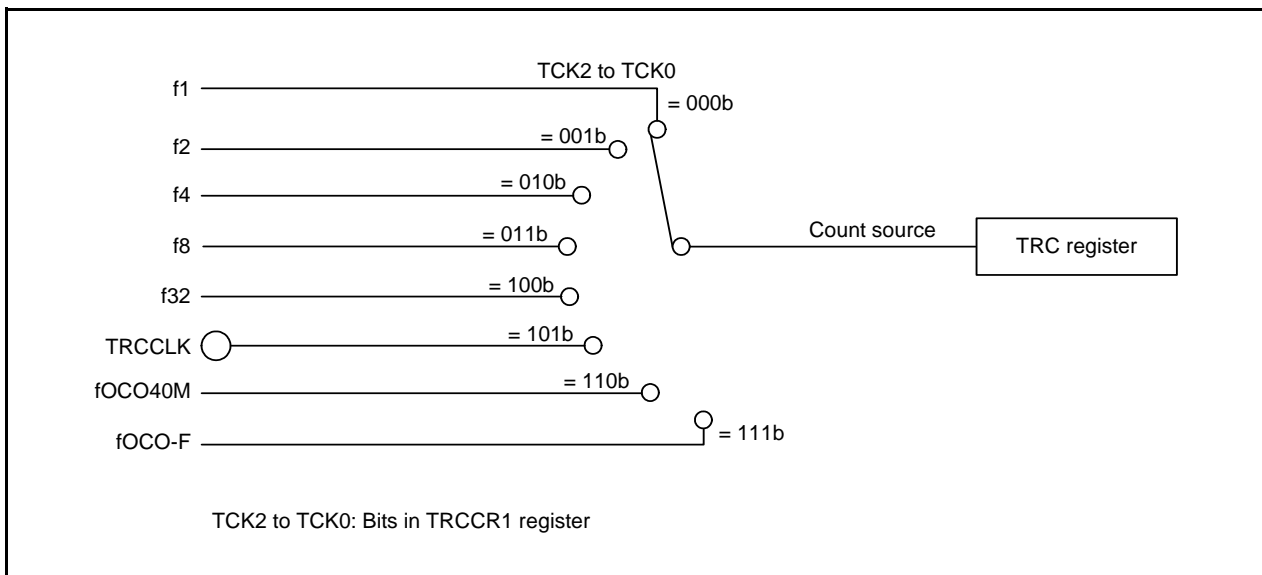 TCK2 to TCK0
f1
= 000b
f2
= 001b
f4
= 010b
f8
= 011b
Count source
TRC register
f32
= 100b
TRCCLK
= 101b
fOCO40M
= 110b
fOCO-F
= 111b
TCK2 to TCK0: Bits in TRCCR1 register